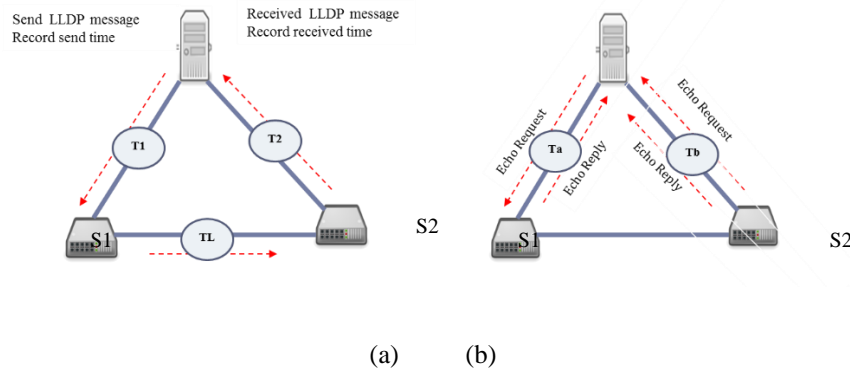 Send LLDP message
Record send time
Received LLDP message
Record received time
T1
T2
TL
S1
S2
Echo Request
Ta
Echo Reply
Echo Request
Tb
Echo Reply
S1
S2
(a)
(b)